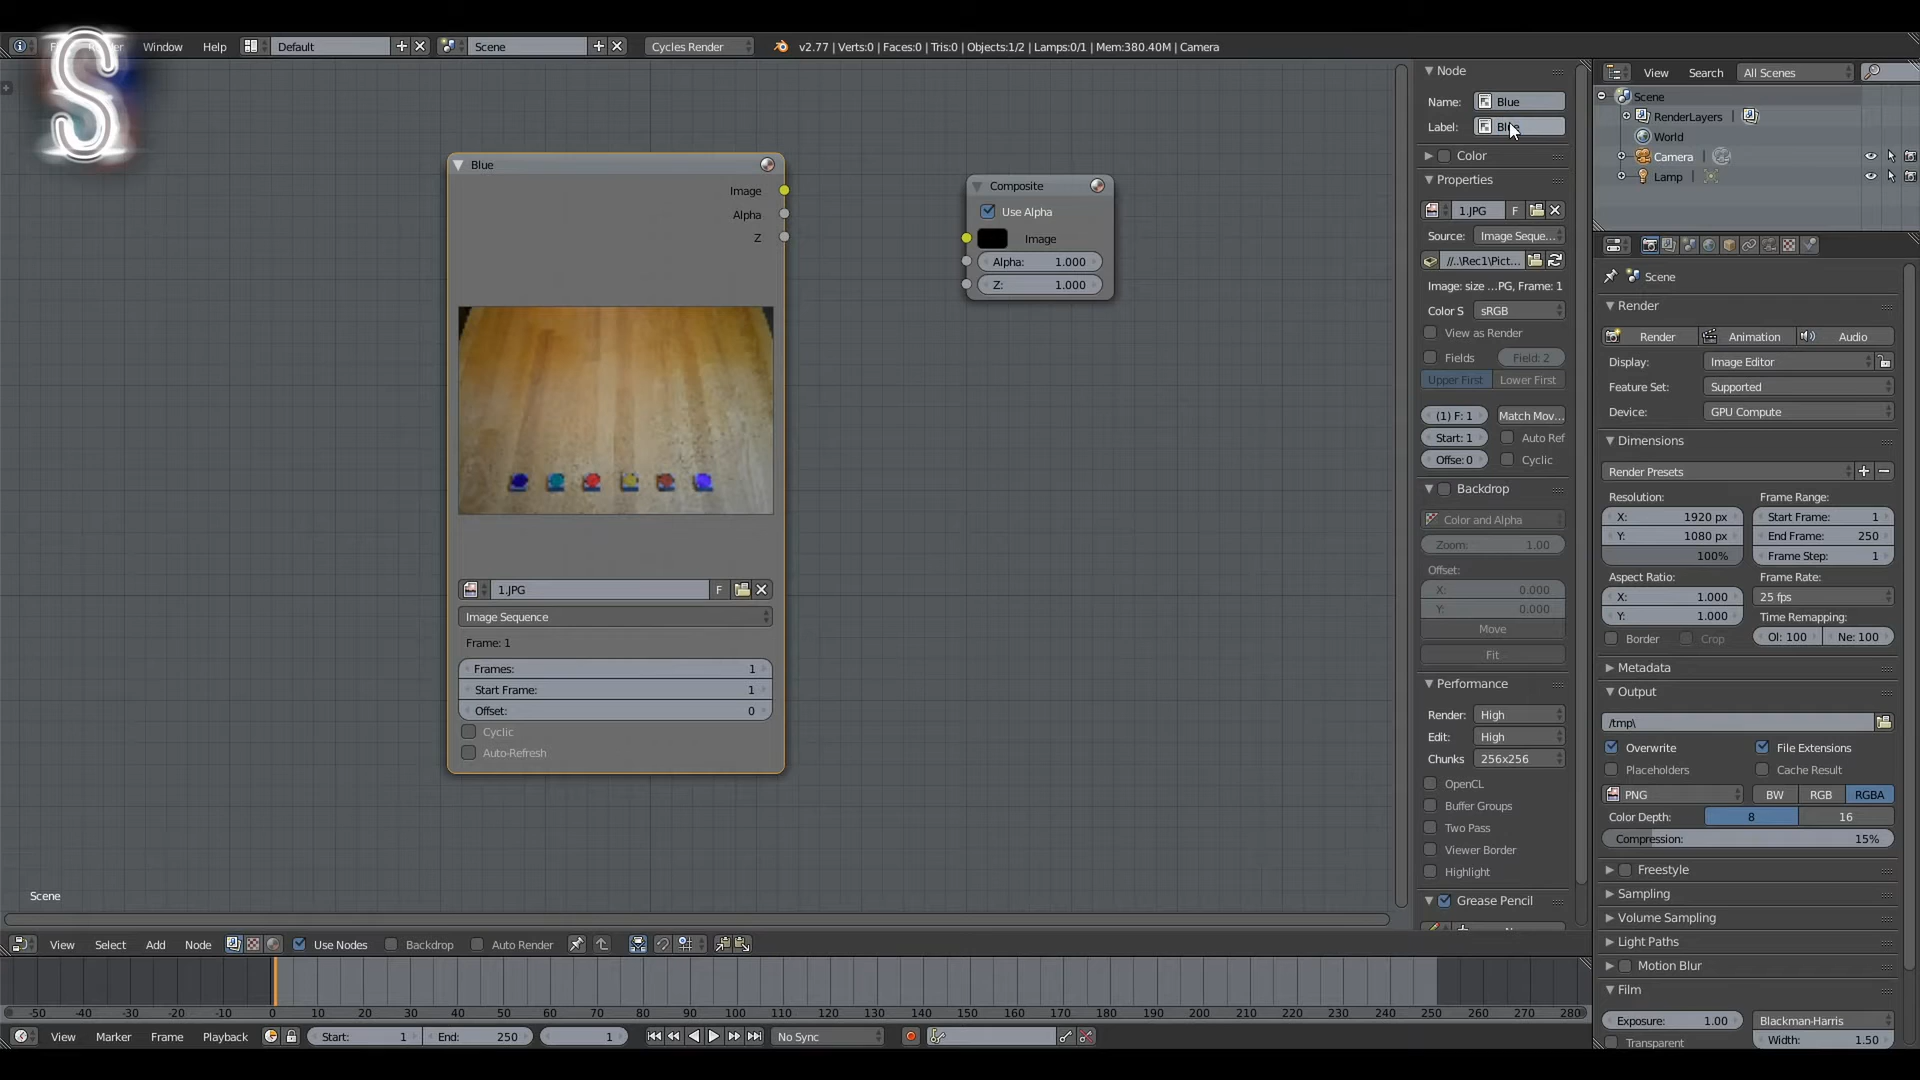 S
Window Help Default Scene Cycles Render v2.77 | Verts:0 | Faces:0 | Tris:0 | Objects:1/2 | Lamps:0/1 | Mem:380.40M | Camera
Blue
Image
Alpha
Z
1.JPG F
Image Sequence
Frame: 1
Frames: 1
Start Frame: 1
Offset: 0
Cyclic
Auto-Refresh
Composite
Use Alpha
Image
Alpha: 1.000
Z: 1.000
Scene
Node
Name: Blue
Label:
Color
Properties
1.JPG F
Source: Image Seque...
//..\Rec1\Pict...
Image: size ...PG, Frame: 1
Color S sRGB
View as Render
Fields Field: 2
Upper First Lower First
(1) F: 1 Match Mov...
Start: 1 Auto Ref
Offse: 0 Cyclic
Backdrop
Color and Alpha
Zoom: 1.00
Offset:
X: 0.000
Y: 0.000
Move
Fit
Performance
Render: High
Edit: High
Chunks 256x256
OpenCL
Buffer Groups
Two Pass
Viewer Border
Highlight
Grease Pencil
View Search All Scenes
Scene
RenderLayers |
World
Camera |
Lamp |
Scene
Render
Render Animation Audio
Display: Image Editor
Feature Set: Supported
Device: GPU Compute
Dimensions
Render Presets
Resolution: Frame Range:
X: 1920 px Start Frame: 1
Y: 1080 px End Frame: 250
100% Frame Step: 1
Aspect Ratio: Frame Rate:
X: 1.000 25 fps
Y: 1.000 Time Remapping:
Border Crop Ol: 100 Ne: 100
Metadata
Output
/tmp\
Overwrite File Extensions
Placeholders Cache Result
PNG BW RGB RGBA
Color Depth: 8 16
Compression: 15%
Freestyle
Sampling
Volume Sampling
Light Paths
Motion Blur
Film
Exposure: 1.00 Blackman-Harris
Transparent Width: 1.50
View Select Add Node Use Nodes Backdrop Auto Render
-50 -40 -30 -20 -10 0 10 20 30 40 50 60 70 80 90 100 110 120 130 140 150 160 170 180 190 200 210 220 230 240 250 260 270 280
View Marker Frame Playback Start: 1 End: 250 1 No Sync